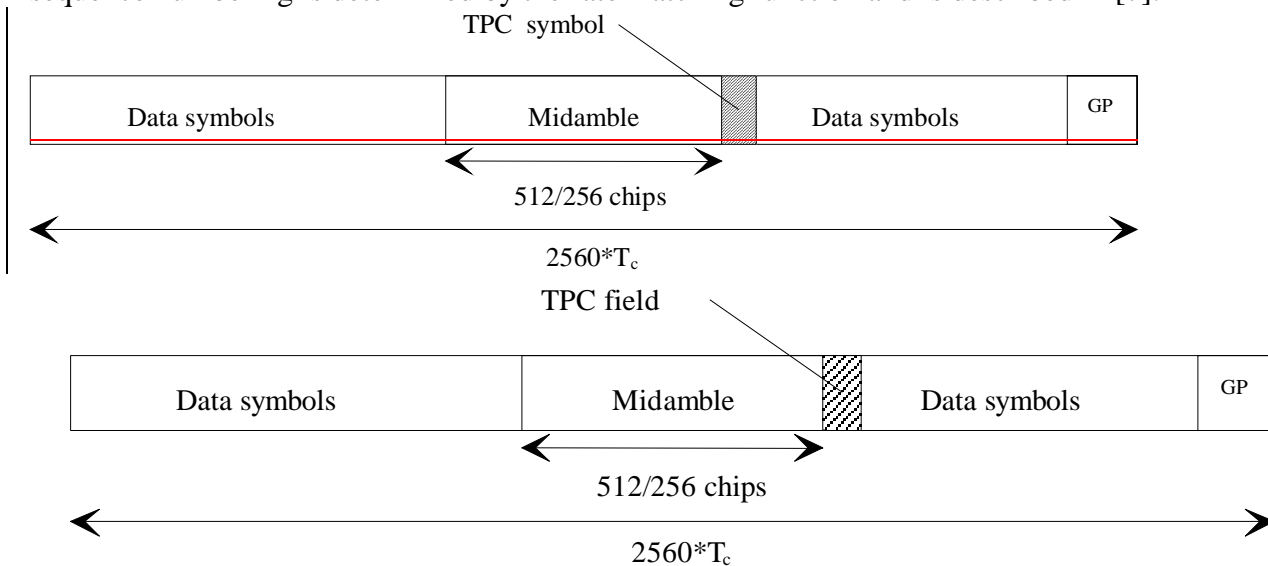 TPC symbol
Data symbols Midamble Data symbols GP
512/256 chips
2560*Tc
TPC field
Data symbols Midamble Data symbols GP
512/256 chips
2560*Tc